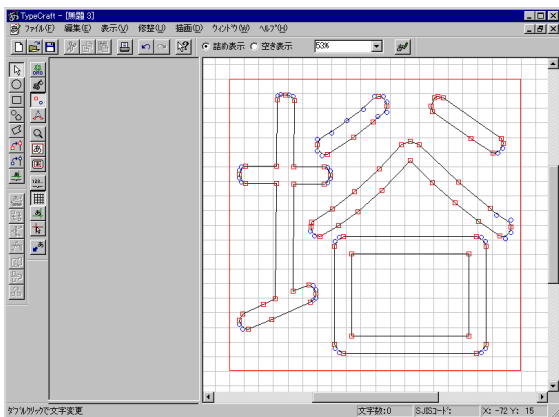 TypeCraft - [無題 3]
ファイル(F) 編集(E) 表示(V) 修整(U) 描画(D) ウィンドウ(W) ヘルプ(H)
詰め表示 空き表示 53%
ダブルクリックで文字変更 文字数:0 SJISコード: X: -72 Y: 15